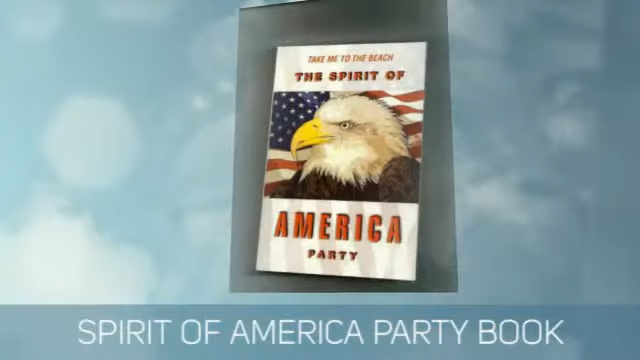 TAKE ME TO THE BEACH
THE SPIRIT OF
AMERICA
PARTY
SPIRIT OF AMERICA PARTY BOOK